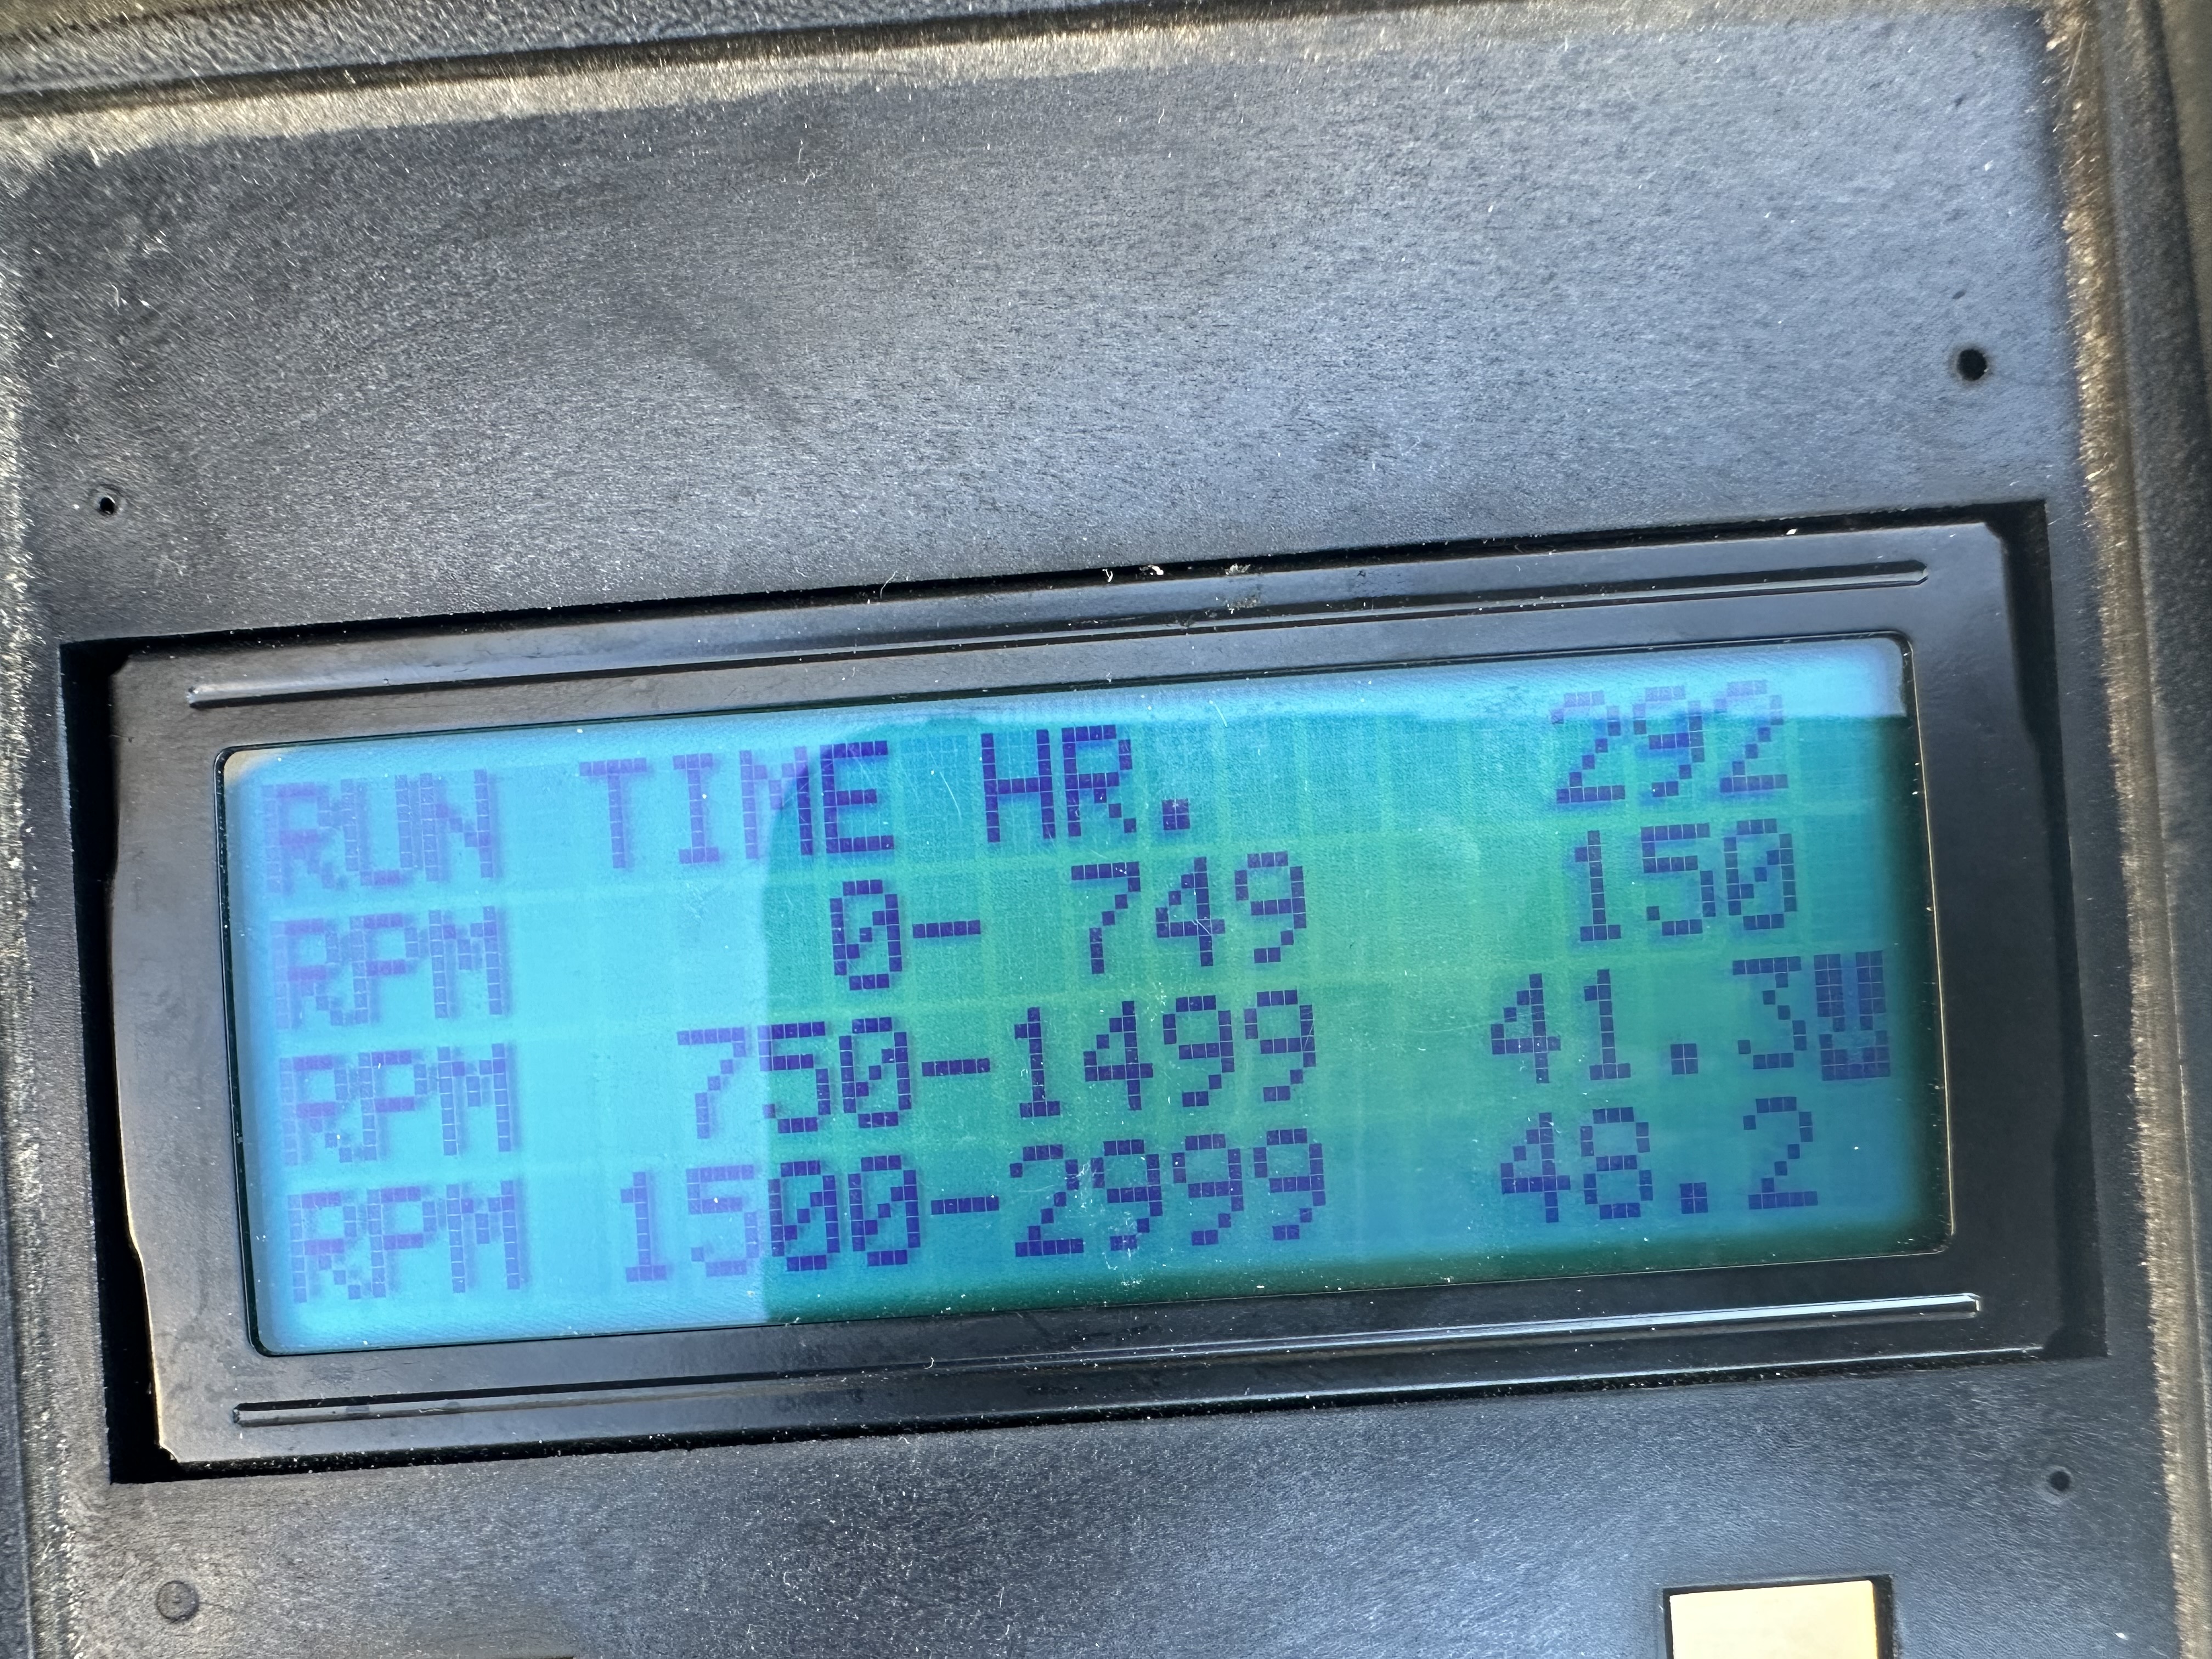 RUN TIME HR. 292
RPM 0- 749 150
RPM 750-1499 41.3
RPM 1500-2999 48.2